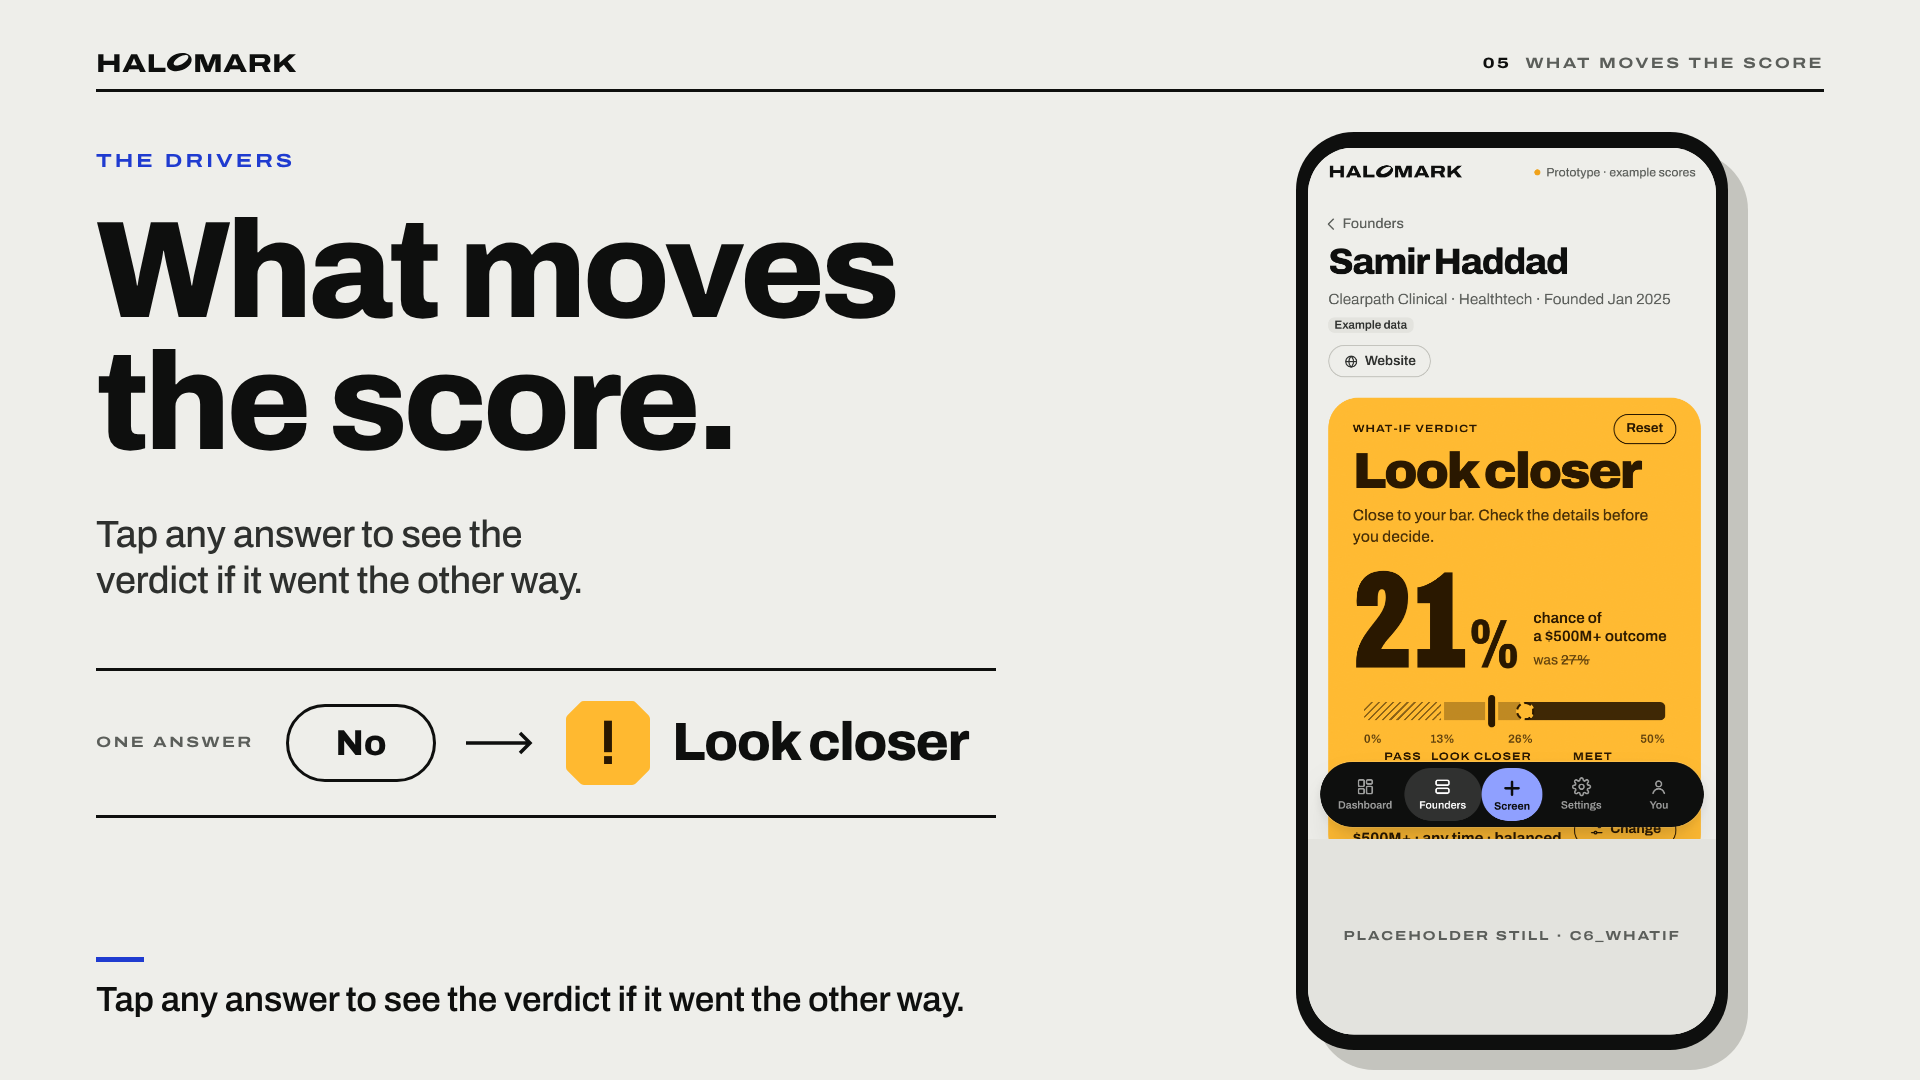 HALOMARK
05 WHAT MOVES THE SCORE
THE DRIVERS
What moves
the score.
Tap any answer to see the
verdict if it went the other way.
ONE ANSWER No ! Look closer
Tap any answer to see the verdict if it went the other way.
HALOMARK
Prototype · example scores
Founders
Samir Haddad
Clearpath Clinical · Healthtech · Founded Jan 2025
Example data
Website
WHAT-IF VERDICT
Reset
Look closer
Close to your bar. Check the details before
you decide.
21%
chance of
a $500M+ outcome
was 27%
0% 13% 26% 50%
PASS LOOK CLOSER MEET
Dashboard Founders Screen Settings You
$500M+ · any time · balanced Change
PLACEHOLDER STILL · C6_WHATIF